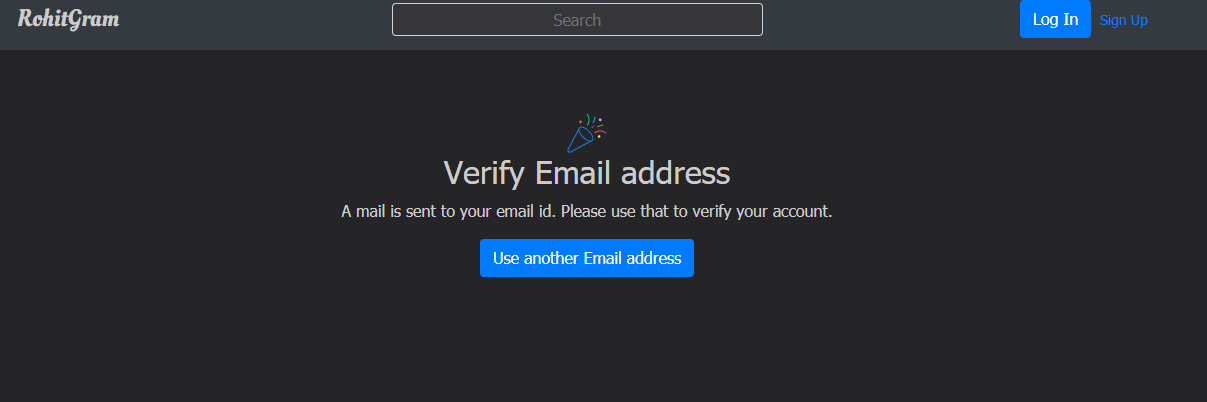 RohitGram
Search
Log In
Sign Up
Verify Email address
A mail is sent to your email id. Please use that to verify your account.
Use another Email address